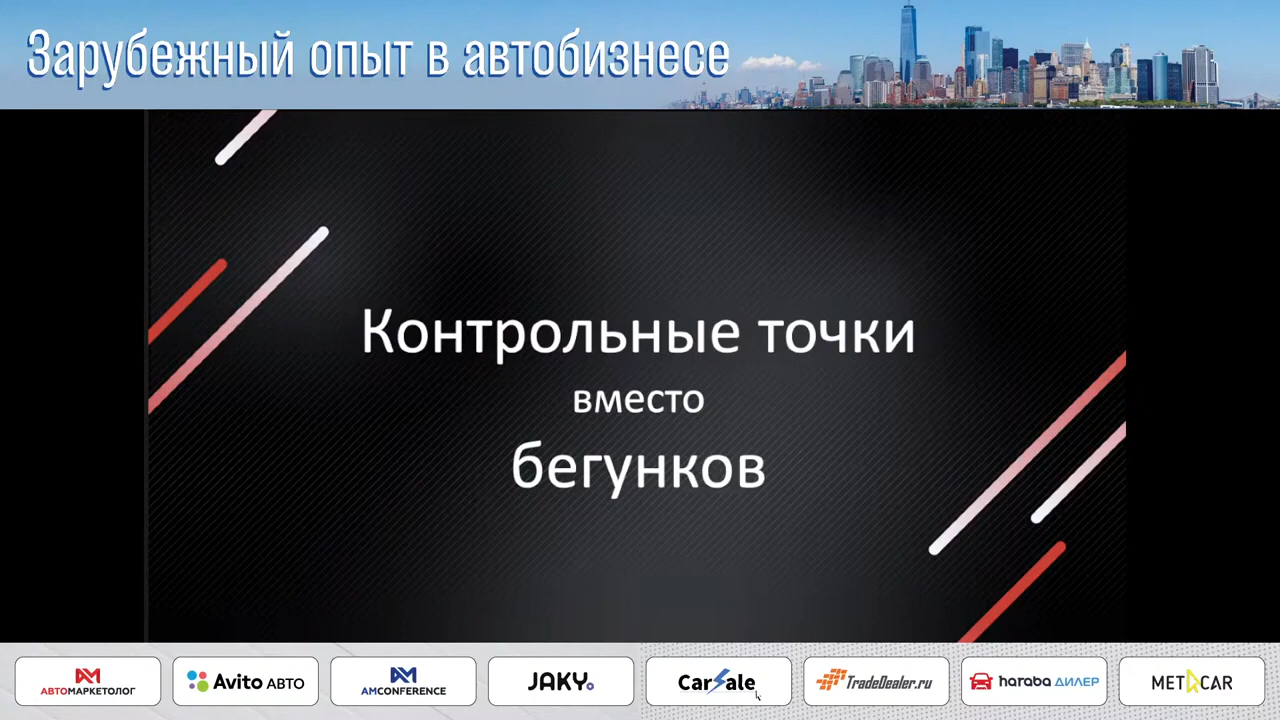 Зарубежный опыт в автобизнесе
Контрольные точки
вместо
бегунков
АВТОМАРКЕТОЛОГ
Avito АВТО
AMCONFERENCE
JAKY
CarSale
TradeDealer.ru
haraba ДИЛЕР
METACAR